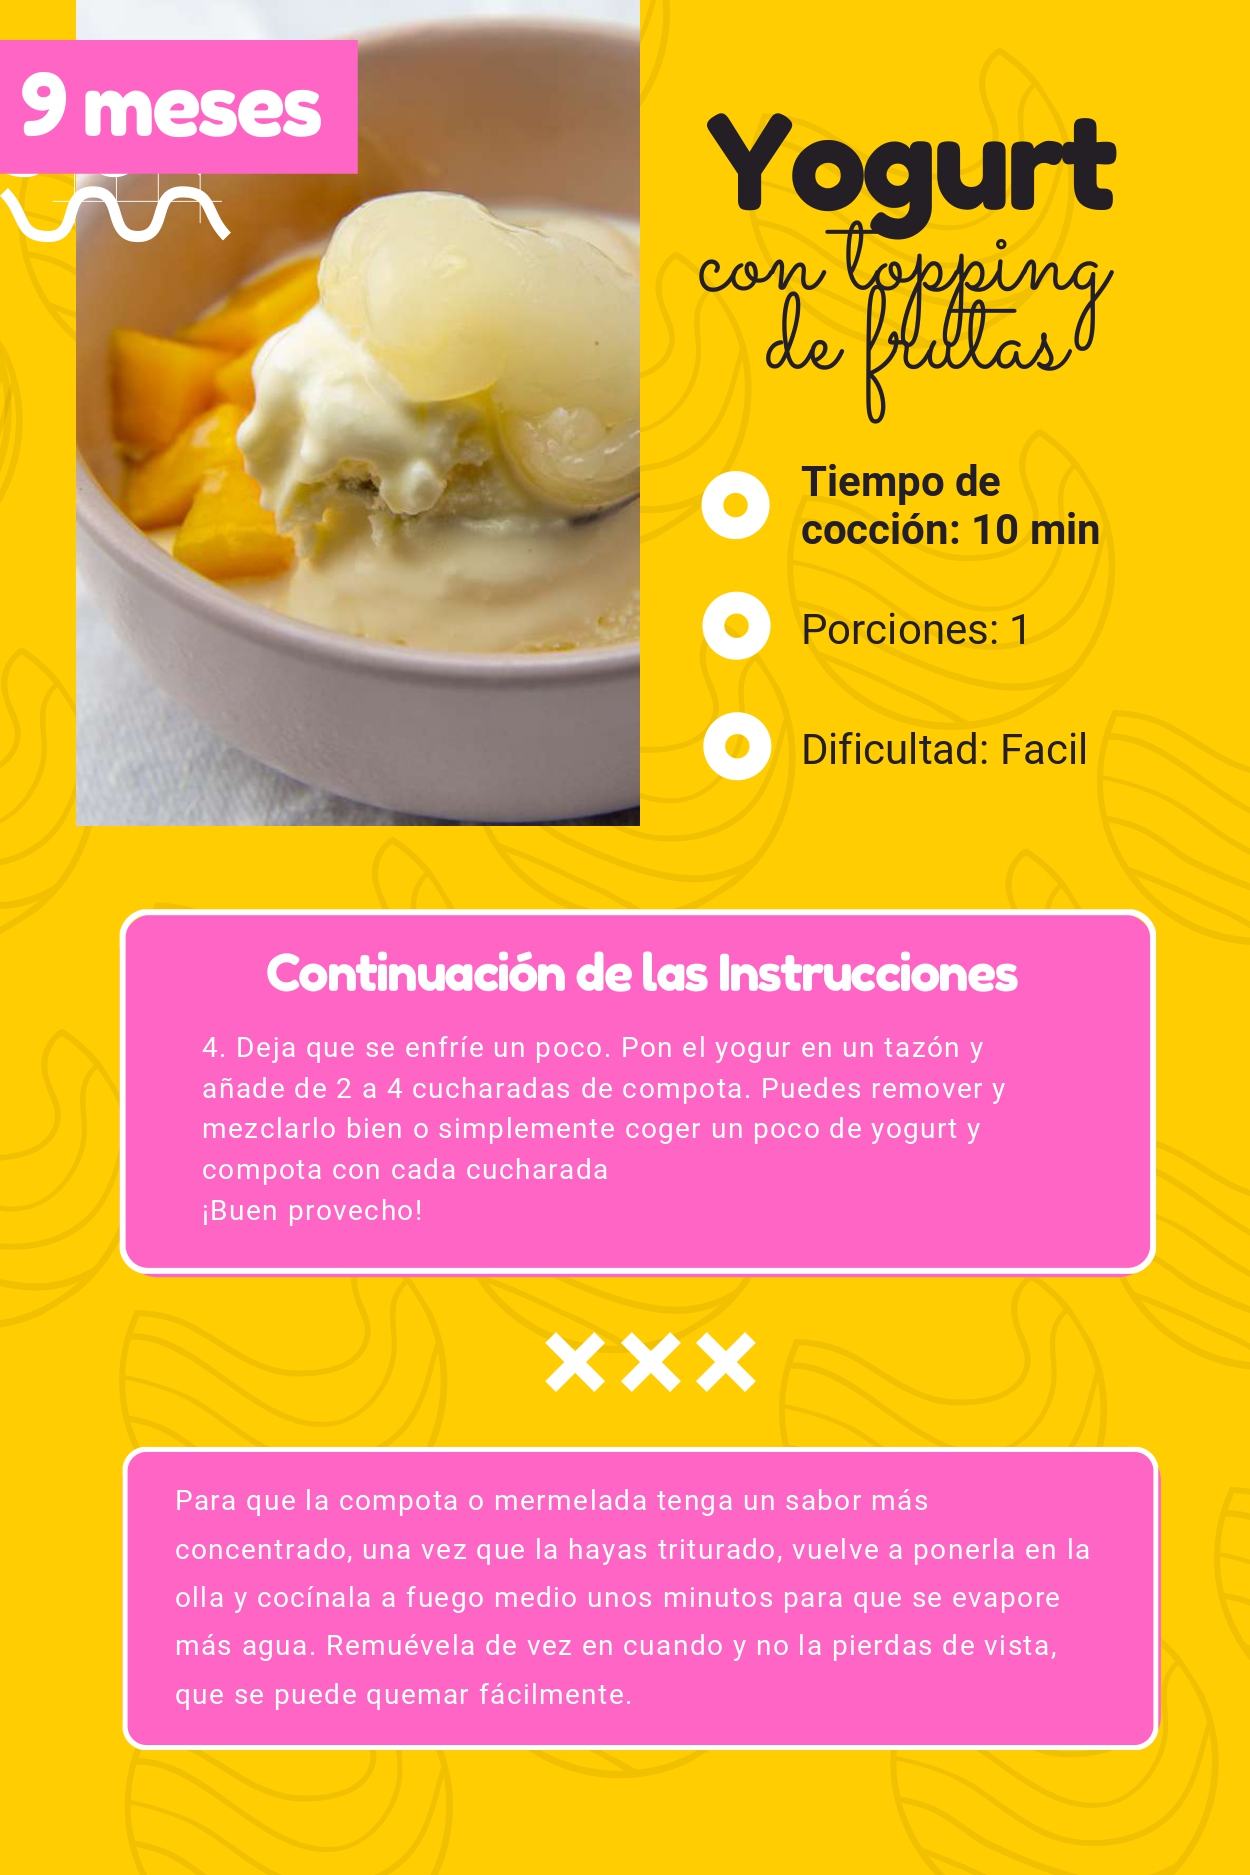 9 meses
Yogurt
con topping
de frutas
Tiempo de
cocción: 10 min
Porciones: 1
Dificultad: Facil
Continuación de las Instrucciones
4. Deja que se enfríe un poco. Pon el yogur en un tazón y
añade de 2 a 4 cucharadas de compota. Puedes remover y
mezclarlo bien o simplemente coger un poco de yogurt y
compota con cada cucharada
¡Buen provecho!
Para que la compota o mermelada tenga un sabor más
concentrado, una vez que la hayas triturado, vuelve a ponerla en la
olla y cocínala a fuego medio unos minutos para que se evapore
más agua. Remuévela de vez en cuando y no la pierdas de vista,
que se puede quemar fácilmente.